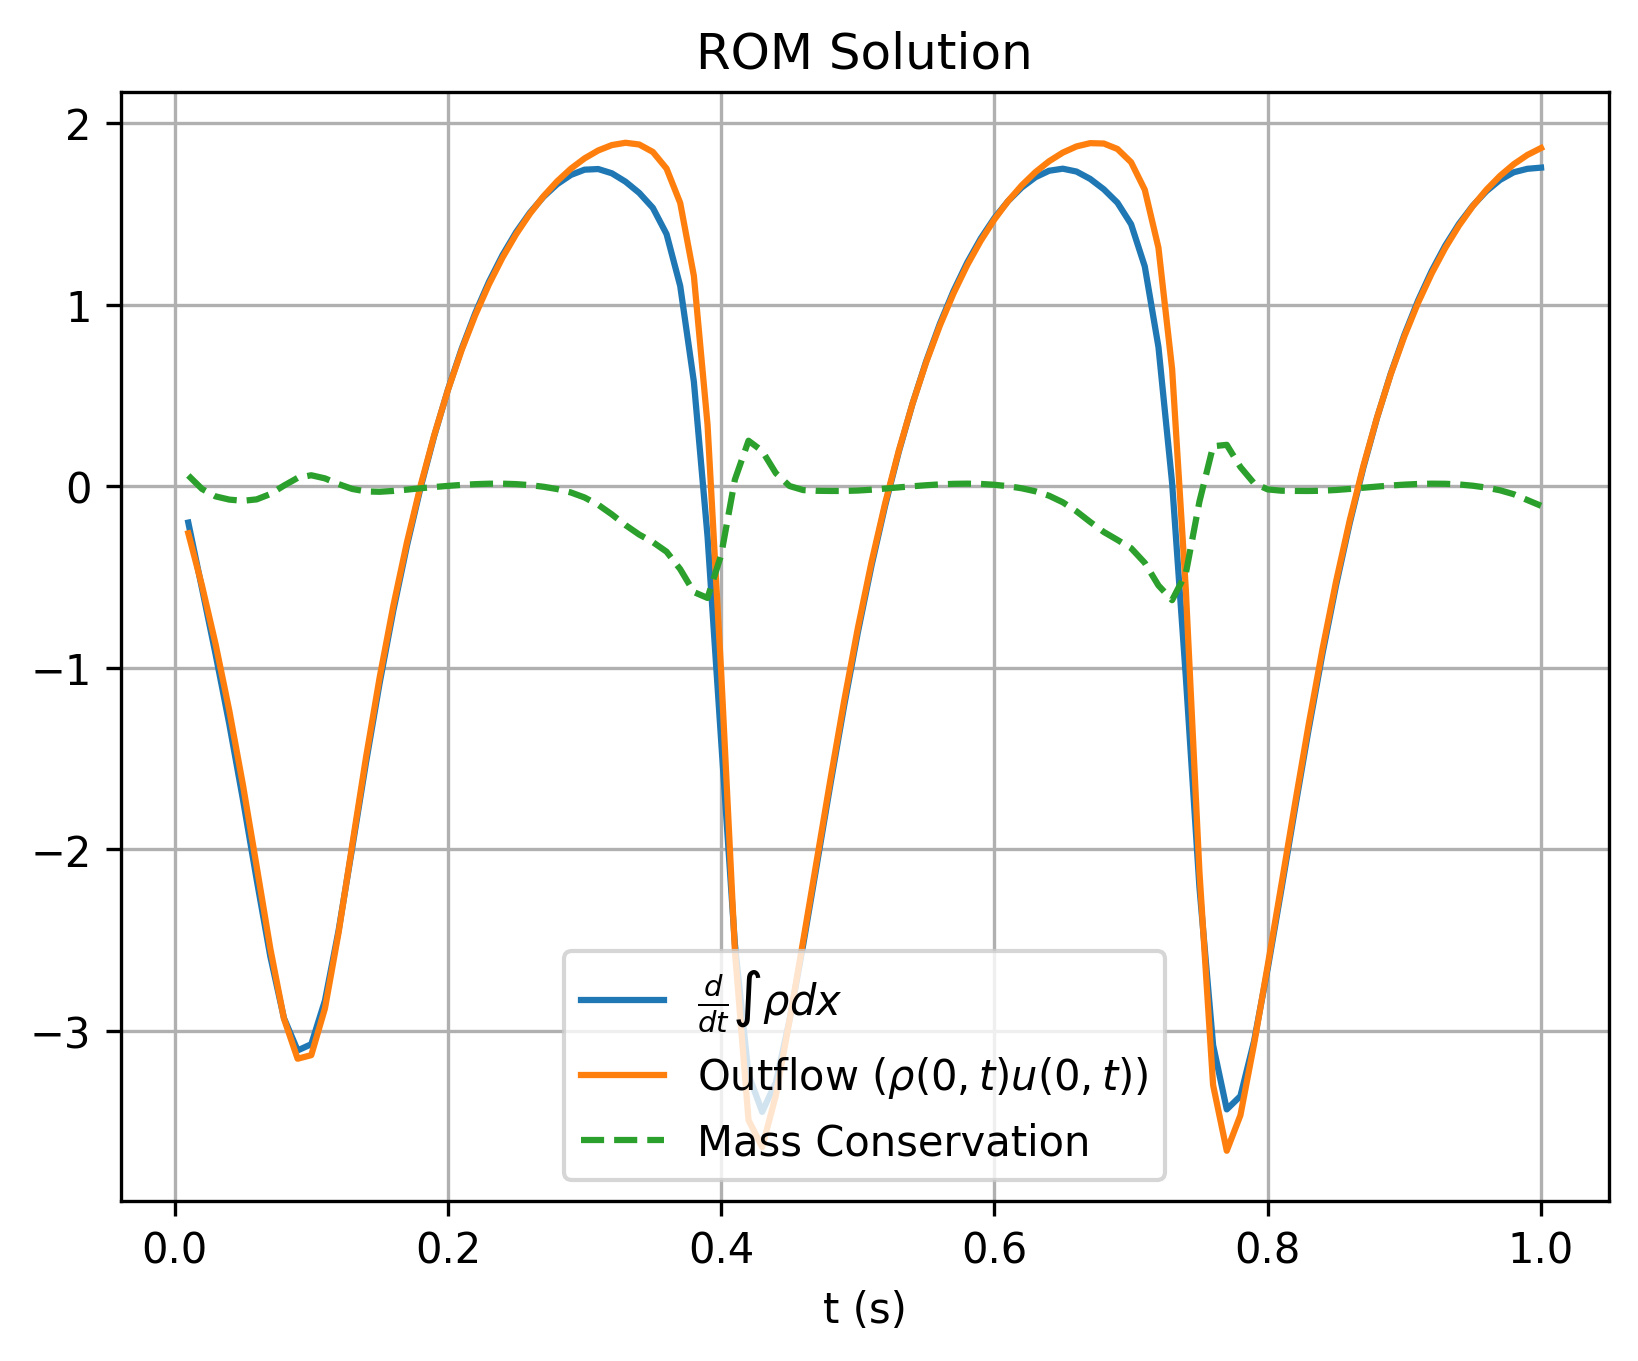 ROM Solution
2
1
0
−1
−2
−3
d/dt ∫ρdx
Outflow (ρ(0, t)u(0, t))
Mass Conservation
0.0 0.2 0.4 0.6 0.8 1.0
t (s)